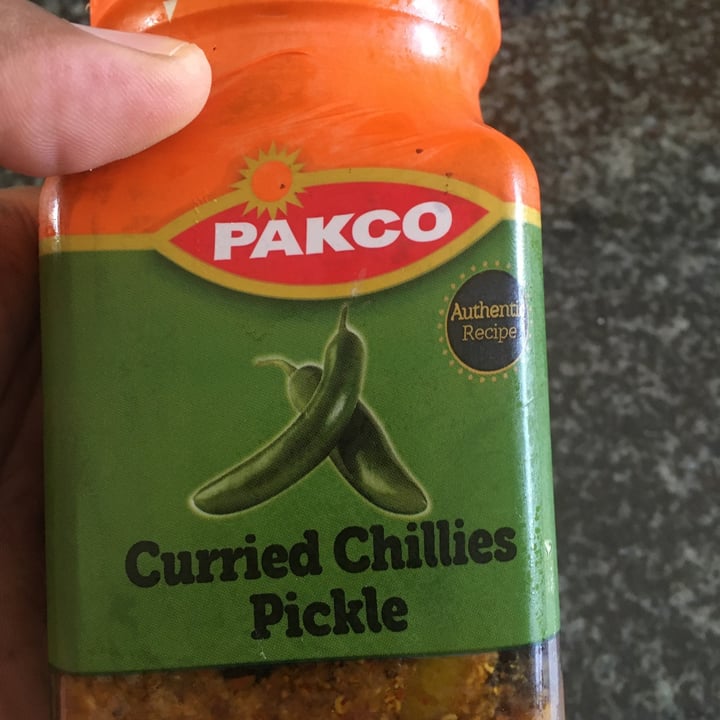 PAKCO
Authentic
Recipe
Curried Chillies
Pickle